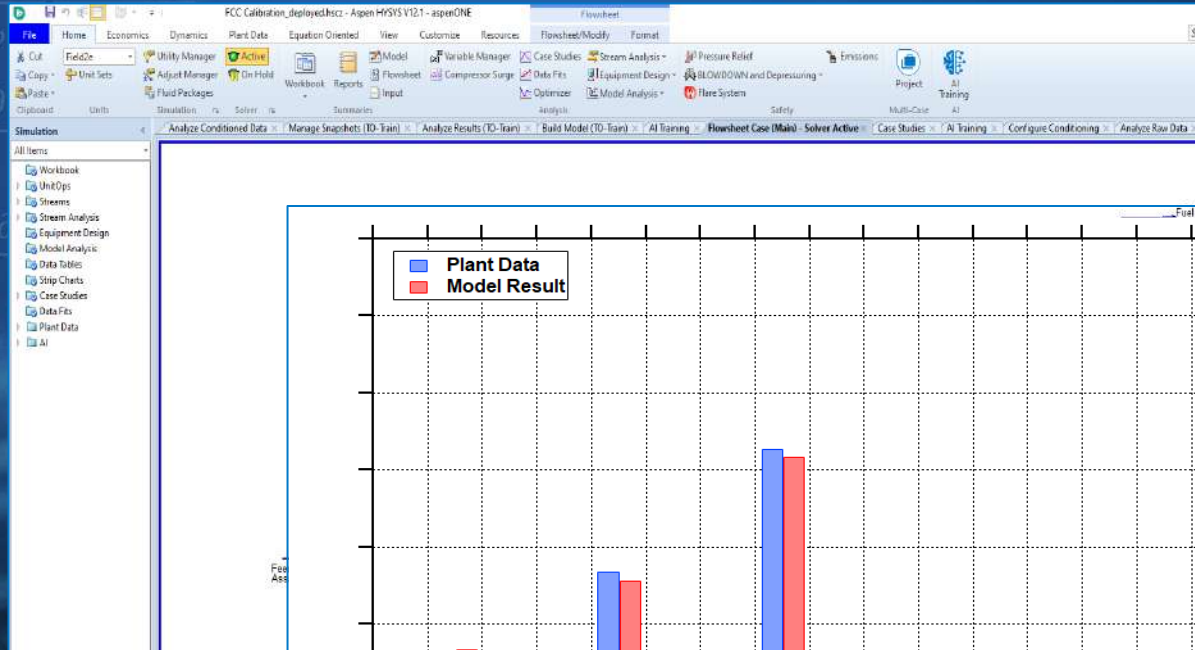 FCC Calibration_deployed.hscz - Aspen HYSYS V12.1 - aspenONE
Flowsheet
File Home Economics Dynamics Plant Data Equation Oriented View Customize Resources Flowsheet/Modify Format
Cut Field2e Utility Manager Active Model Variable Manager Case Studies Stream Analysis Pressure Relief Emissions
Copy Unit Sets Adjust Manager On Hold Workbook Reports Flowsheet Compressor Surge Data Fits Equipment Design BLOWDOWN and Depressuring Project AI Training
Paste Fluid Packages Input Optimizer Model Analysis Flare System
Clipboard Units Simulation Solver Summaries Analysis Safety Multi-Case AI
Simulation Analyze Conditioned Data Manage Snapshots (TO-Train) Analyze Results (TO-Train) Build Model (TO-Train) AI Training Flowsheet Case (Main) - Solver Active Case Studies AI Training Configure Conditioning Analyze Raw Data
All Items
Workbook
UnitOps
Streams
Stream Analysis
Equipment Design
Model Analysis
Data Tables
Strip Charts
Case Studies
Data Fits
Plant Data
AI
Fuel
Plant Data
Model Result
Fee
Ass